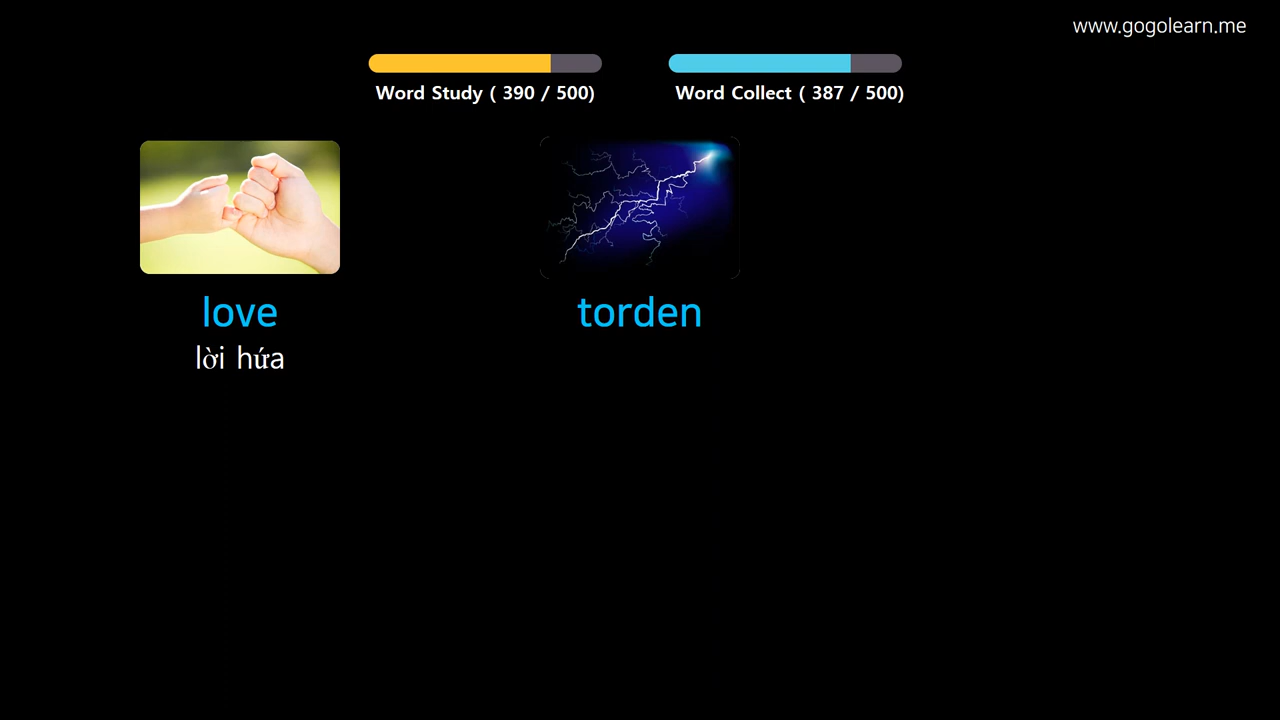 www.gogolearn.me
Word Study ( 390 / 500)
Word Collect ( 387 / 500)
love
lời hứa
torden